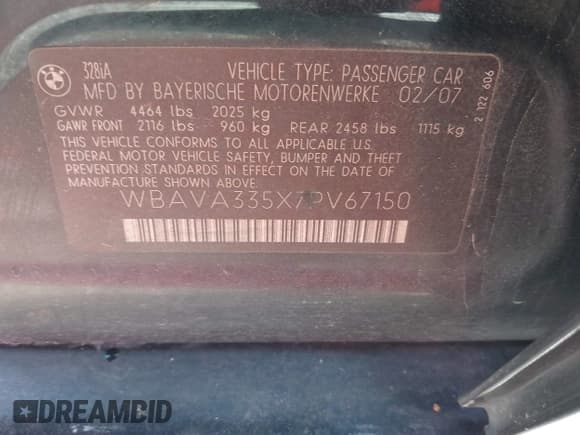 BMW
328iA
VEHICLE TYPE: PASSENGER CAR
MFD BY BAYERISCHE MOTORENWERKE 02/07
GVWR 4464 lbs 2025 kg
GAWR FRONT 2116 lbs 960 kg REAR 2458 lbs 1115 kg
THIS VEHICLE CONFORMS TO ALL APPLICABLE U.S.
FEDERAL MOTOR VEHICLE SAFETY, BUMPER AND THEFT
PREVENTION STANDARDS IN EFFECT ON THE DATE OF
MANUFACTURE SHOWN ABOVE.
WBAVA335X7PV67150
2 122 606
DREAMBID